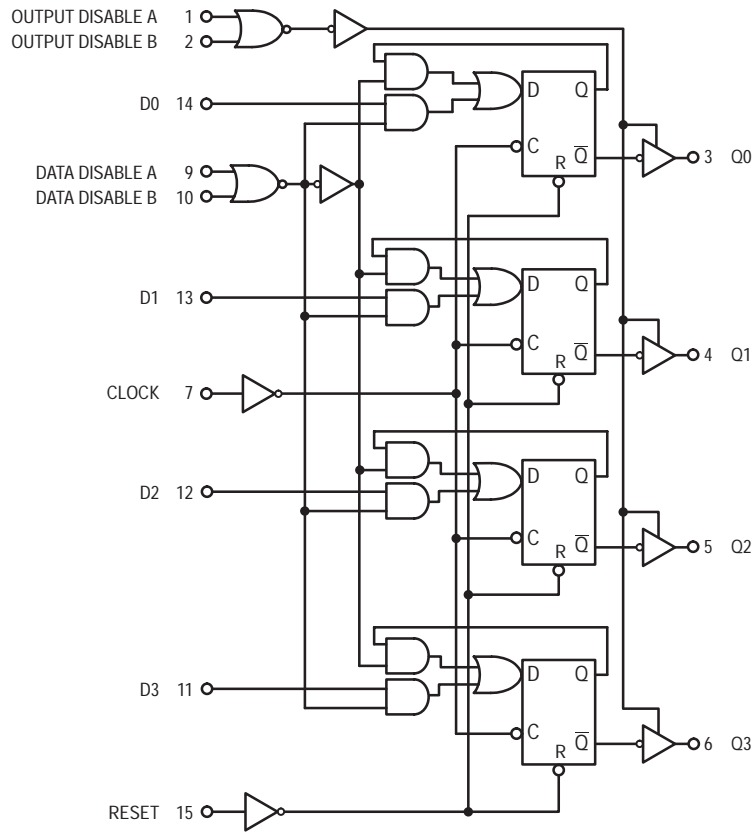 OUTPUT DISABLE A 1
OUTPUT DISABLE B 2
D0 14
D Q
C Q̅
R
3 Q0
DATA DISABLE A 9
DATA DISABLE B 10
D1 13
D Q
C Q̅
R
4 Q1
CLOCK 7
D2 12
D Q
C Q̅
R
5 Q2
D3 11
D Q
C Q̅
R
6 Q3
RESET 15